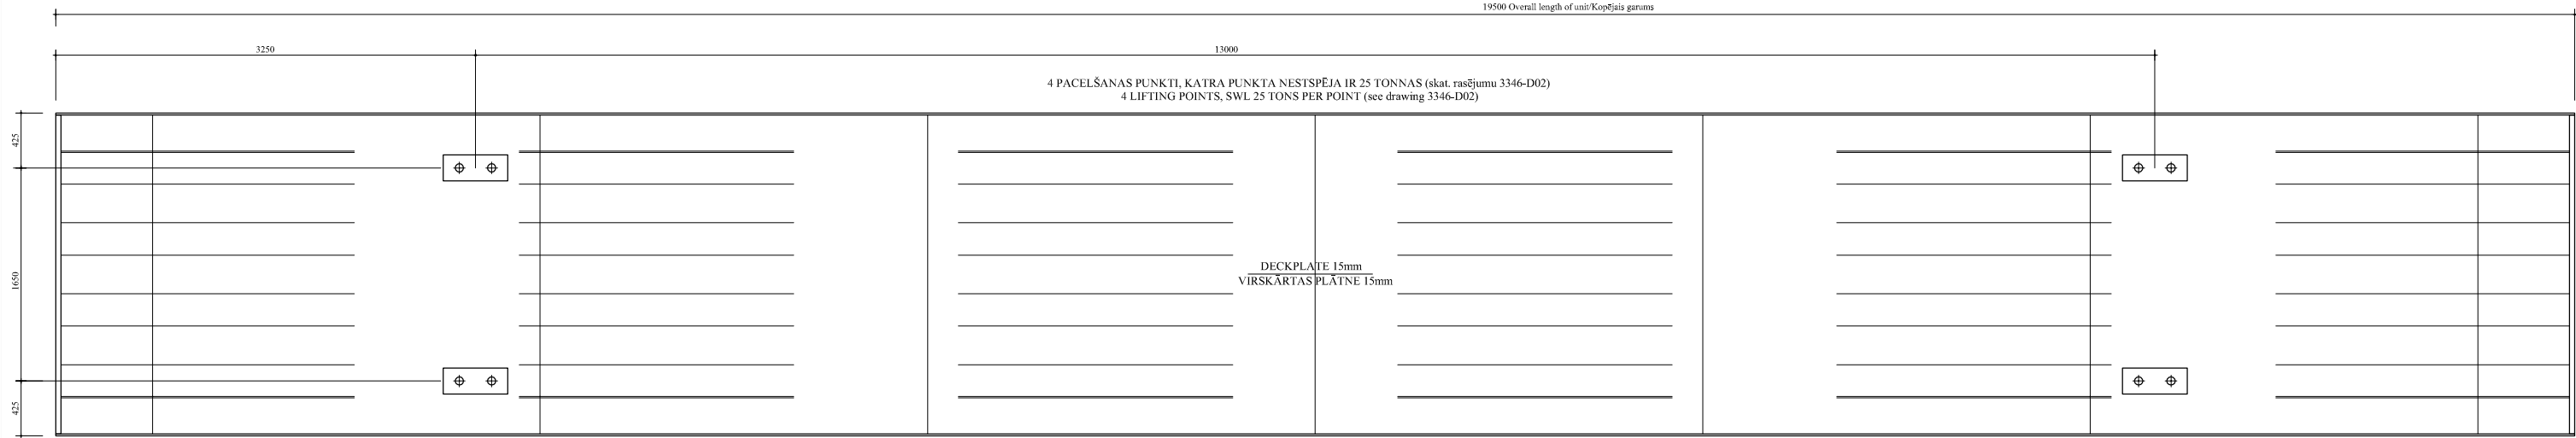 19500 Overall length of unit/Kopējais garums
3250
13000
4 PACELŠANAS PUNKTI, KATRA PUNKTA NESTSPĒJA IR 25 TONNAS (skat. rasējumu 3346-D02)
4 LIFTING POINTS, SWL 25 TONS PER POINT (see drawing 3346-D02)
425
1650
425
DECKPLATE 15mm
VIRSKĀRTAS PLĀTNE 15mm